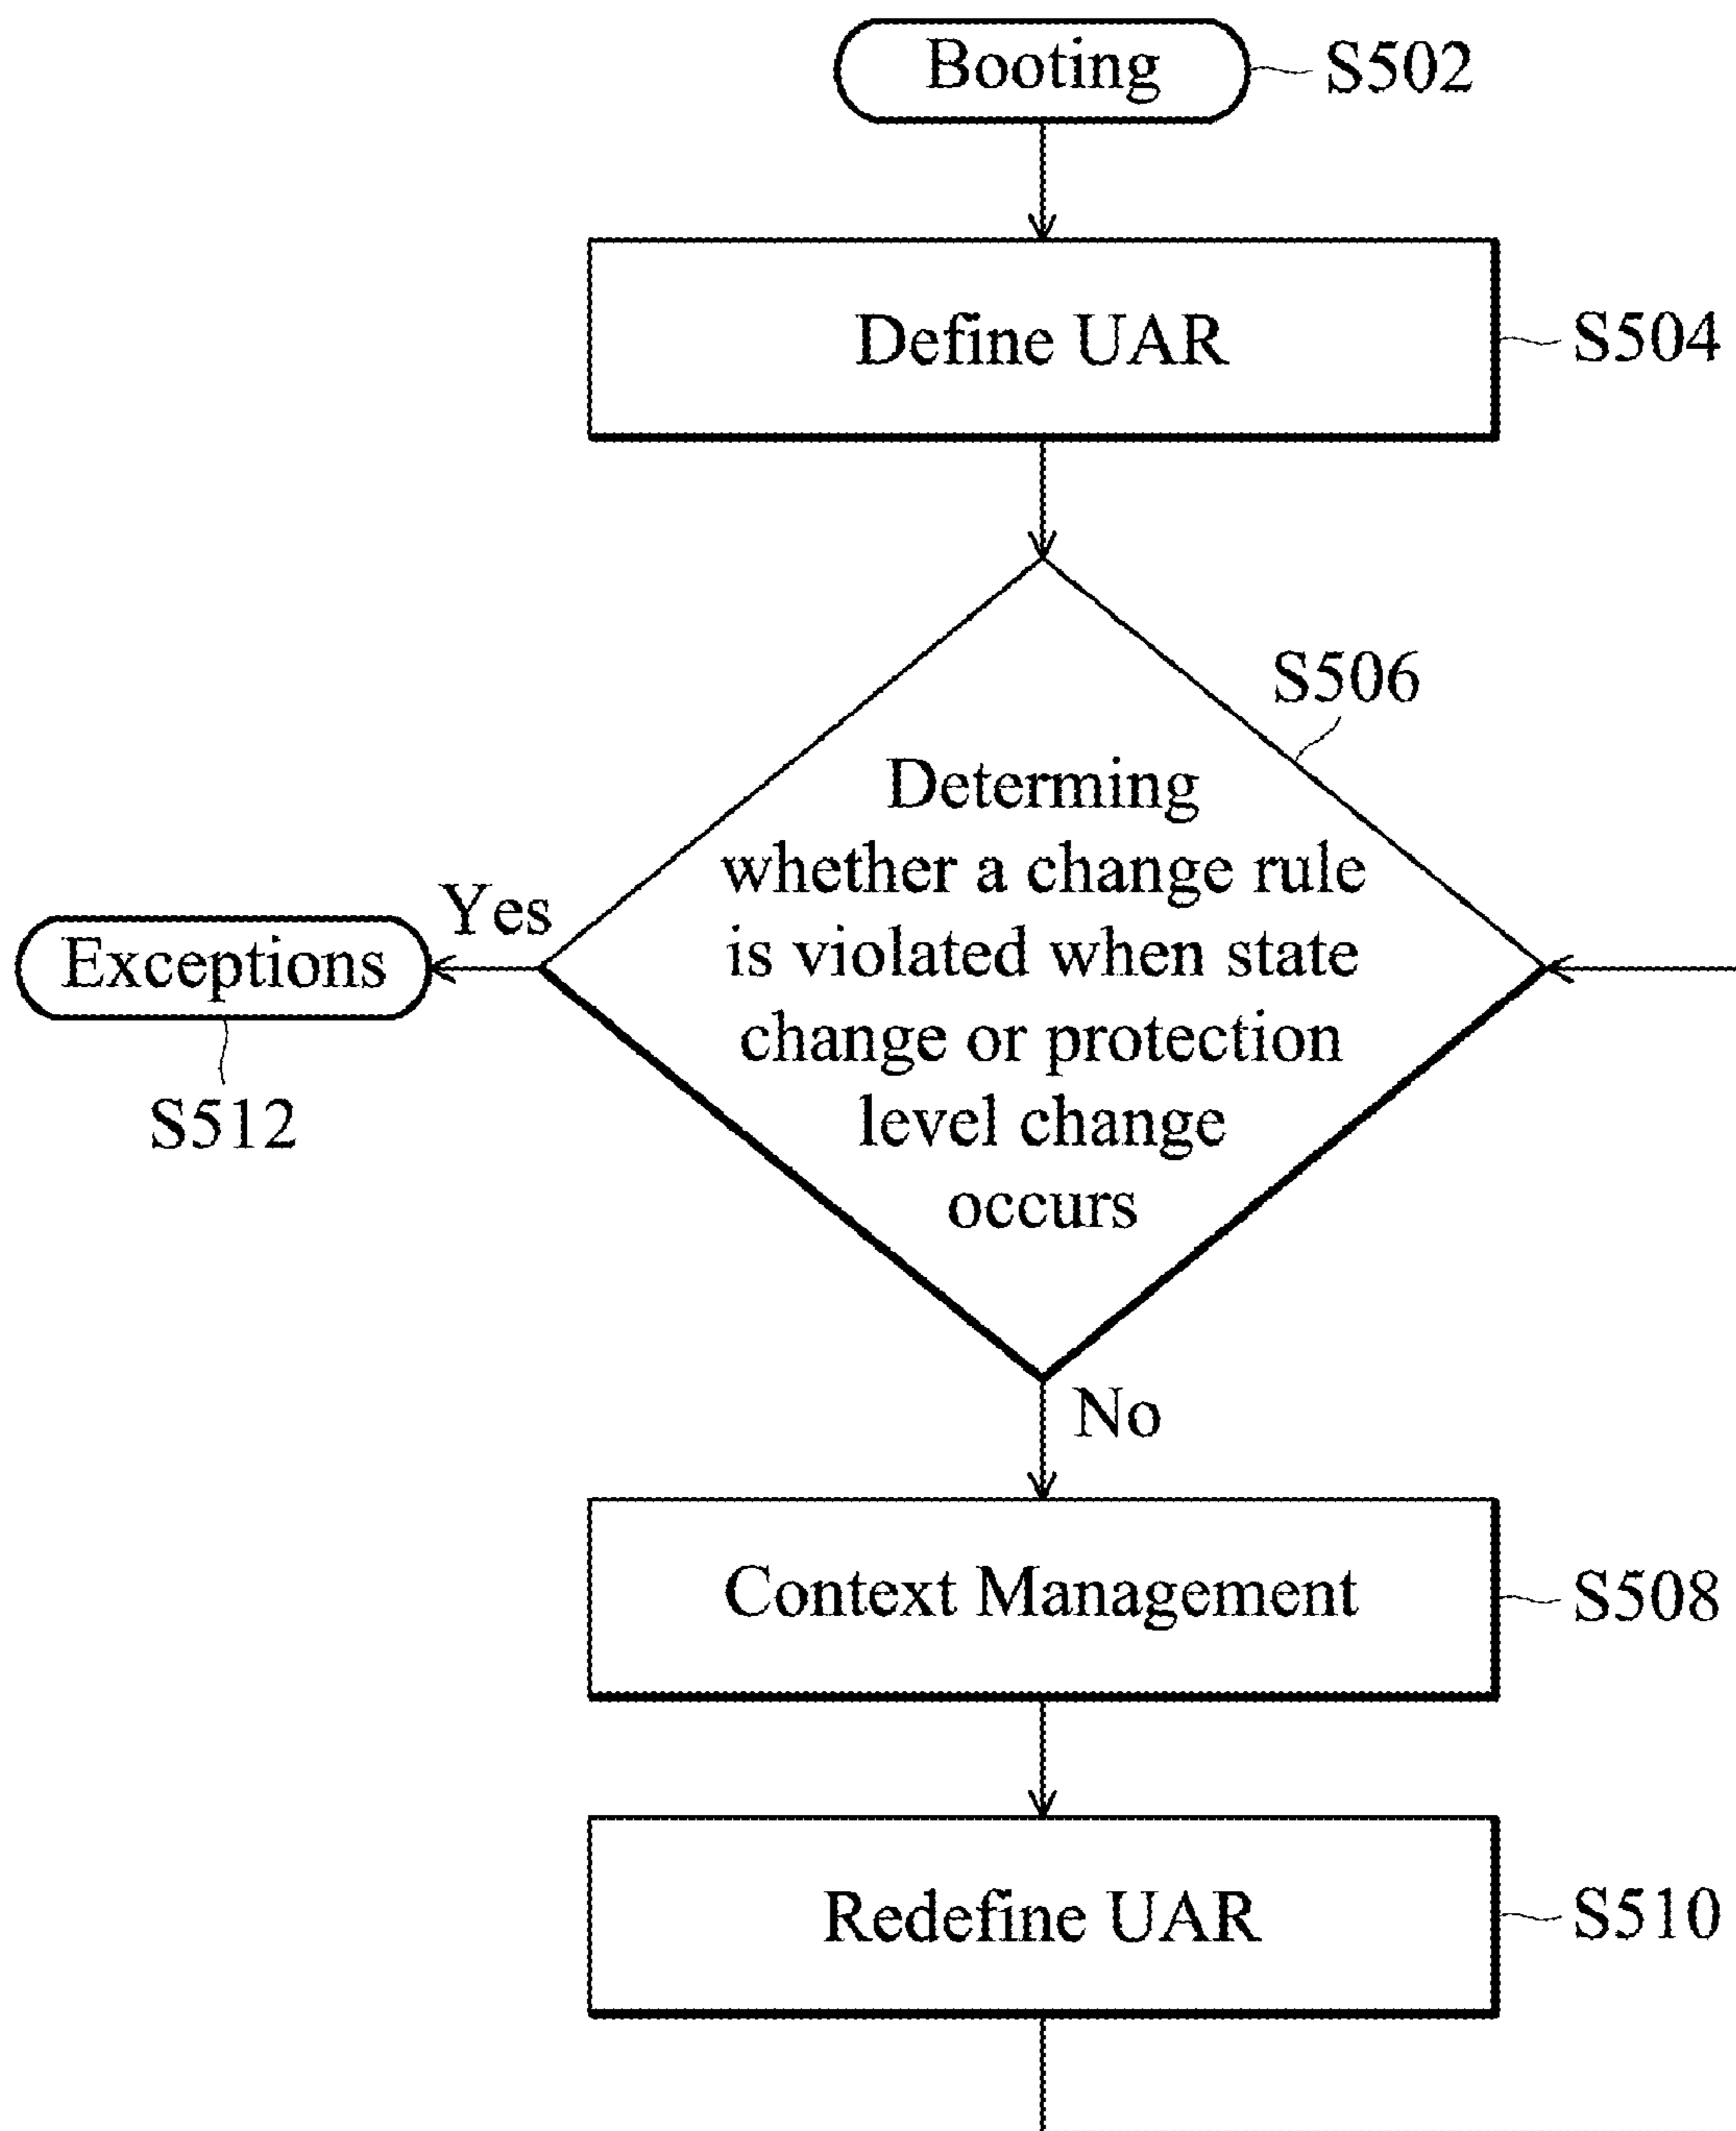 Booting
S502
Define UAR
S504
S506
Determing
whether a change rule
is violated when state
change or protection
level change
occurs
Yes
Exceptions
S512
No
Context Management
S508
Redefine UAR
S510